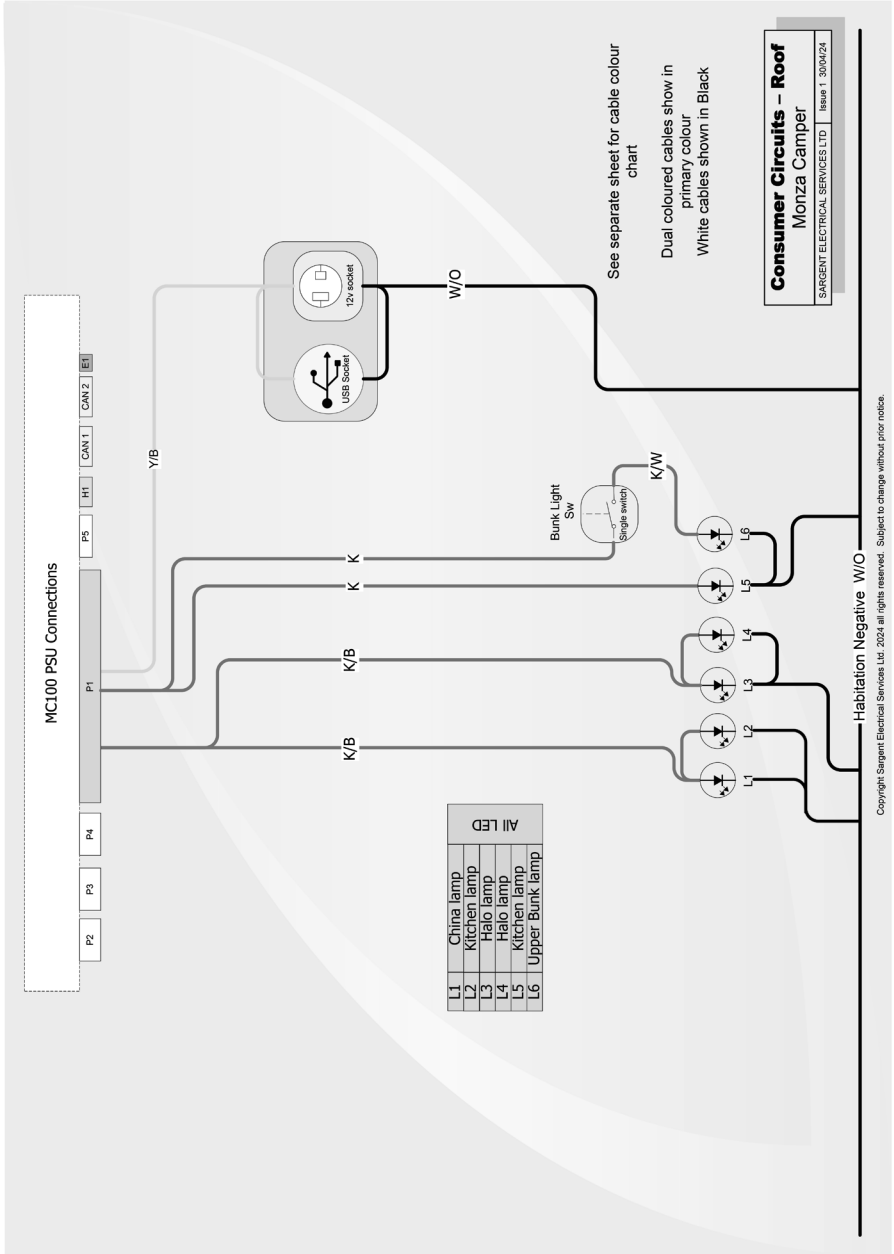 MC100 PSU Connections
P2
P3
P4
P1
P5
H1
CAN 1
CAN 2
E1
Y/B
K/B
K/B
K
K
12v socket
USB Socket
W/O
Bunk Light
Sw
Single switch
K/W
L1 China lamp
L2 Kitchen lamp
L3 Halo lamp
L4 Halo lamp
L5 Kitchen lamp
L6 Upper Bunk lamp
All LED
L1
L2
L3
L4
L5
L6
See separate sheet for cable colour
chart
Dual coloured cables show in
primary colour
White cables shown in Black
Consumer Circuits – Roof
Monza Camper
SARGENT ELECTRICAL SERVICES LTD Issue 1 30/04/24
Habitation Negative W/O
Copyright Sargent Electrical Services Ltd. 2024 all rights reserved. Subject to change without prior notice.